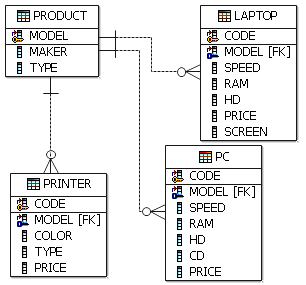 PRODUCT
MODEL
MAKER
TYPE
LAPTOP
CODE
MODEL [FK]
SPEED
RAM
HD
PRICE
SCREEN
PRINTER
CODE
MODEL [FK]
COLOR
TYPE
PRICE
PC
CODE
MODEL [FK]
SPEED
RAM
HD
CD
PRICE